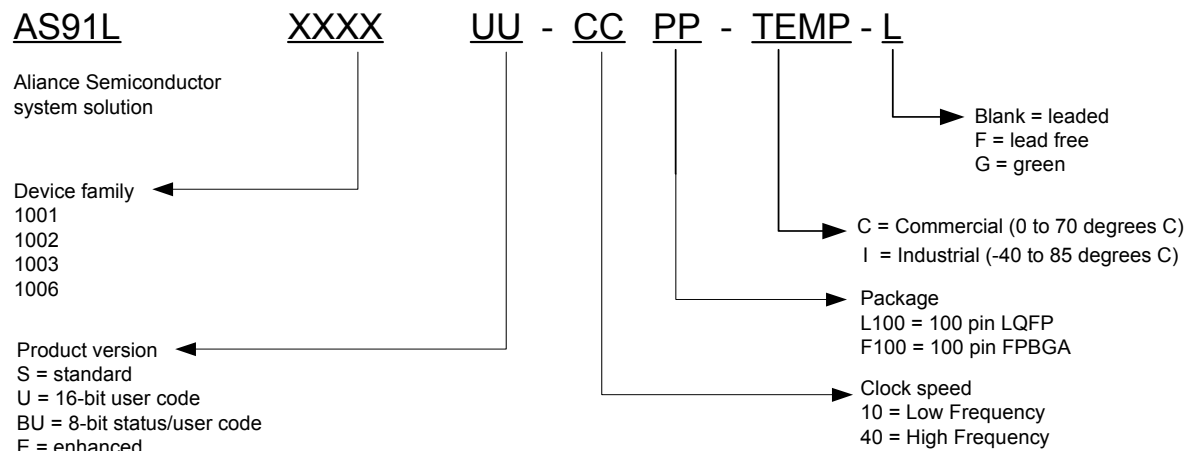 AS91L XXXX UU - CC PP - TEMP - L
Aliance Semiconductor
system solution
Blank = leaded
F = lead free
G = green
Device family
1001
1002
1003
1006
C = Commercial (0 to 70 degrees C)
I = Industrial (-40 to 85 degrees C)
Package
L100 = 100 pin LQFP
F100 = 100 pin FPBGA
Product version
S = standard
U = 16-bit user code
BU = 8-bit status/user code
E = enhanced
Clock speed
10 = Low Frequency
40 = High Frequency